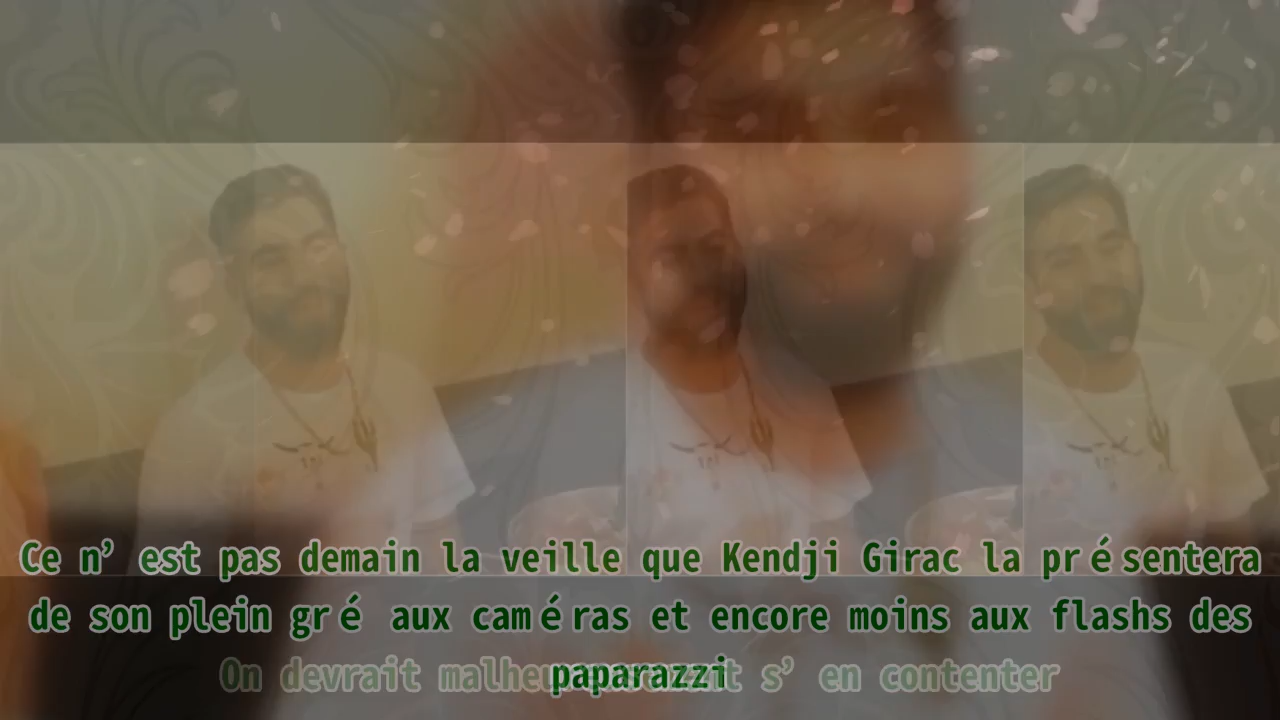 Ce n’ est pas demain la veille que Kendji Girac la présentera
de son plein gré aux caméras et encore moins aux flashs des
paparazzi
On devrait s’ en contenter